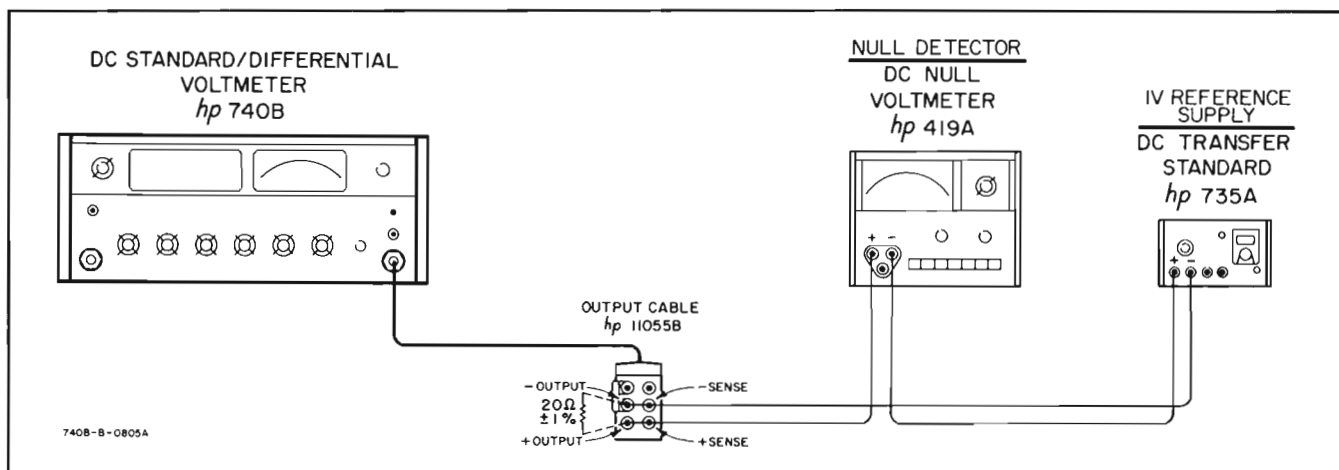 DC STANDARD/DIFFERENTIAL
VOLTMETER
hp 740B
NULL DETECTOR
DC NULL
VOLTMETER
hp 419A
1V REFERENCE
SUPPLY
DC TRANSFER
STANDARD
hp 735A
+ -
+ -
OUTPUT CABLE
hp 11055B
-OUTPUT
-SENSE
20Ω
±1%
+OUTPUT
+SENSE
740B-B-0805A